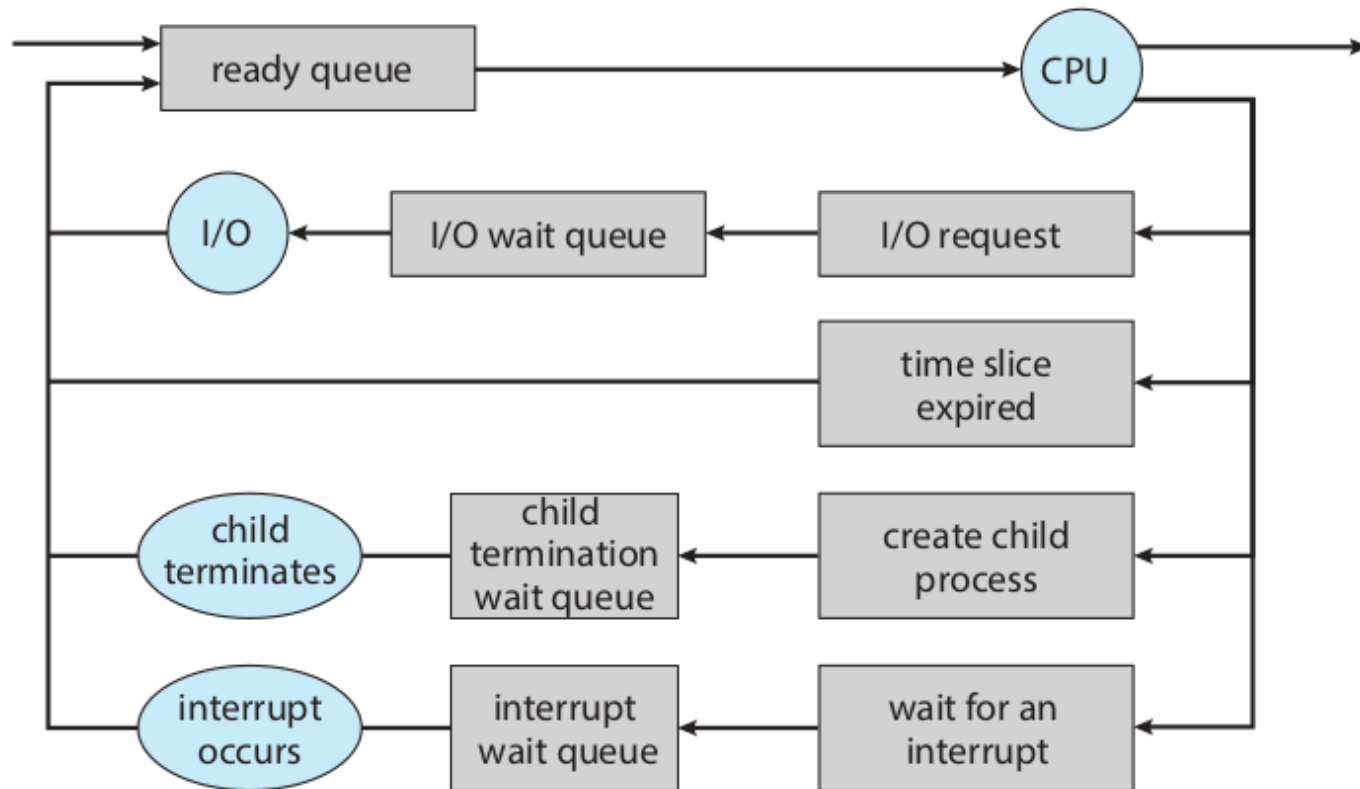 ready queue
CPU
I/O
I/O wait queue
I/O request
time slice
expired
child
terminates
child
termination
wait queue
create child
process
interrupt
occurs
interrupt
wait queue
wait for an
interrupt